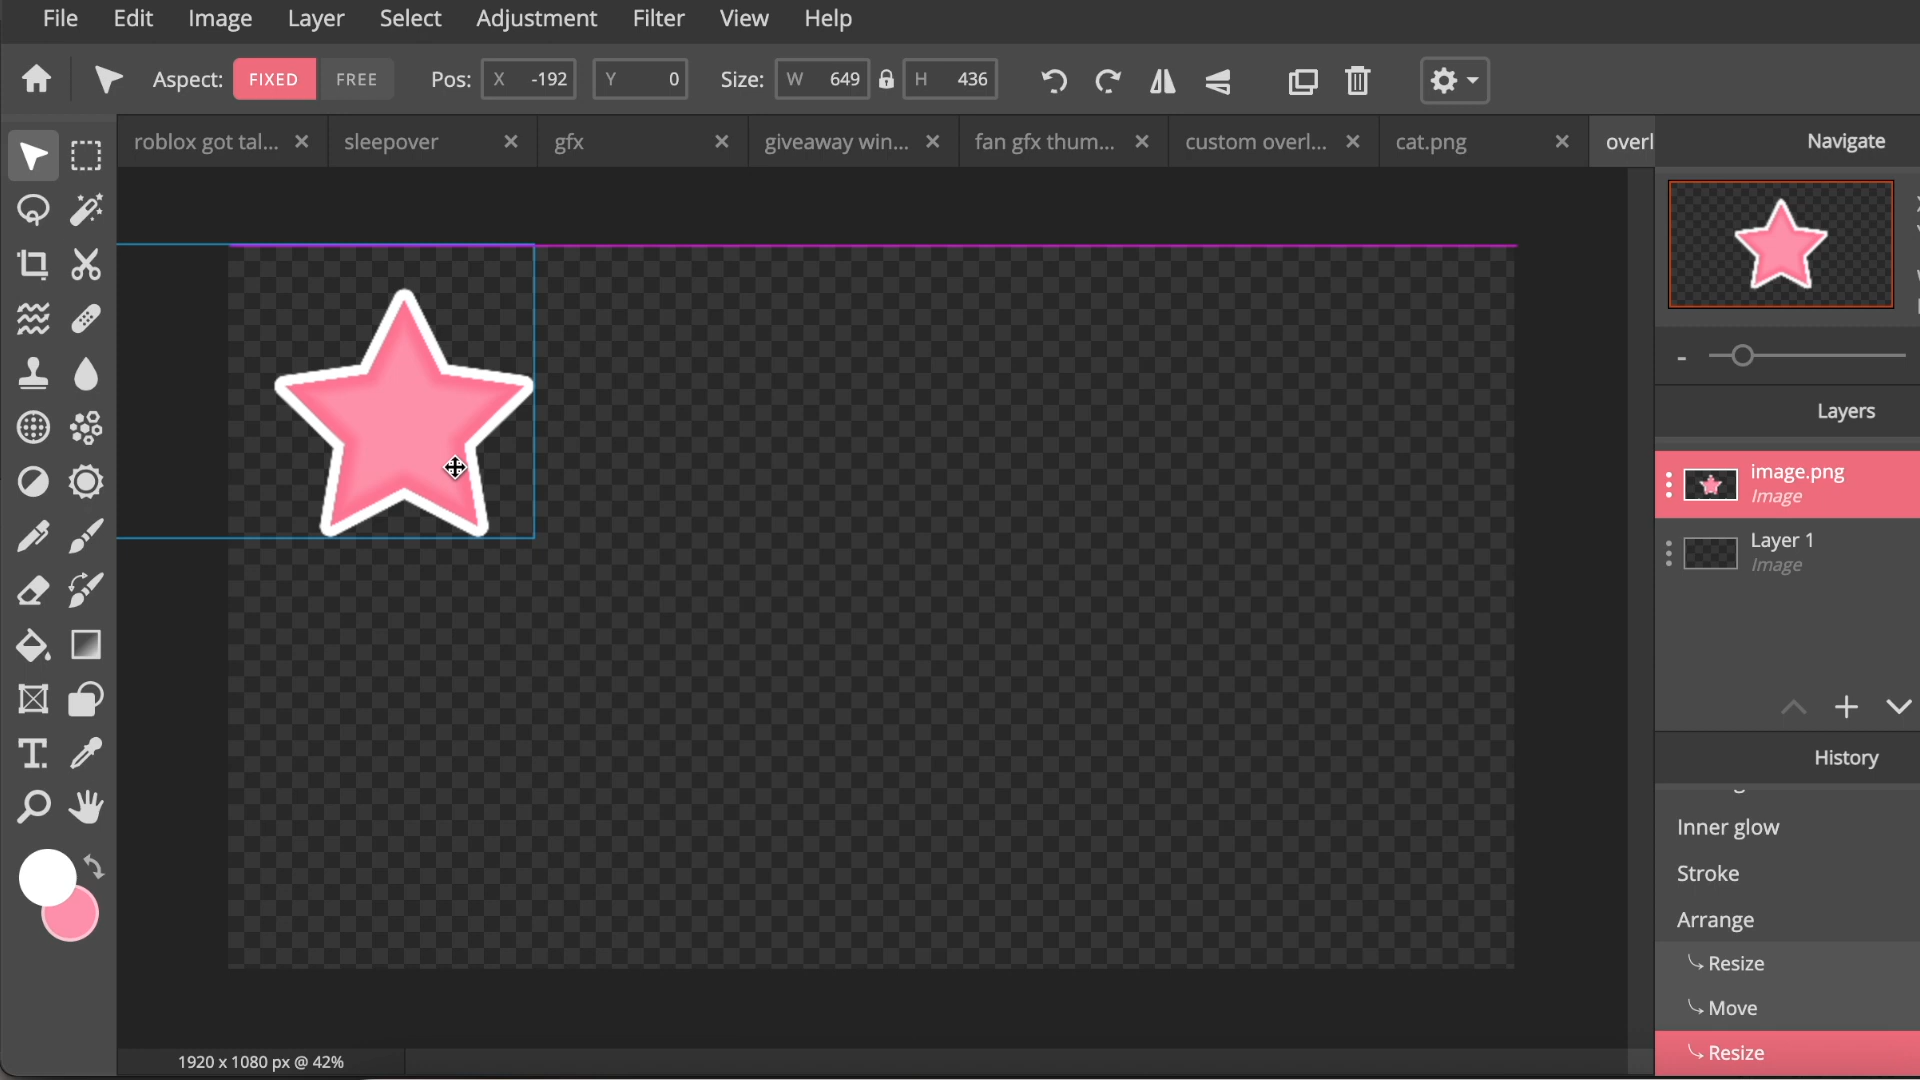 File Edit Image Layer Select Adjustment Filter View Help
Aspect: FIXED FREE Pos: X -192 Y 0 Size: W 649 H 436
roblox got tal... sleepover gfx giveaway win... fan gfx thum... custom overl... cat.png overl
Navigate
Layers
image.png
Image
Layer 1
Image
History
Inner glow
Stroke
Arrange
Resize
Move
Resize
1920 x 1080 px @ 42%